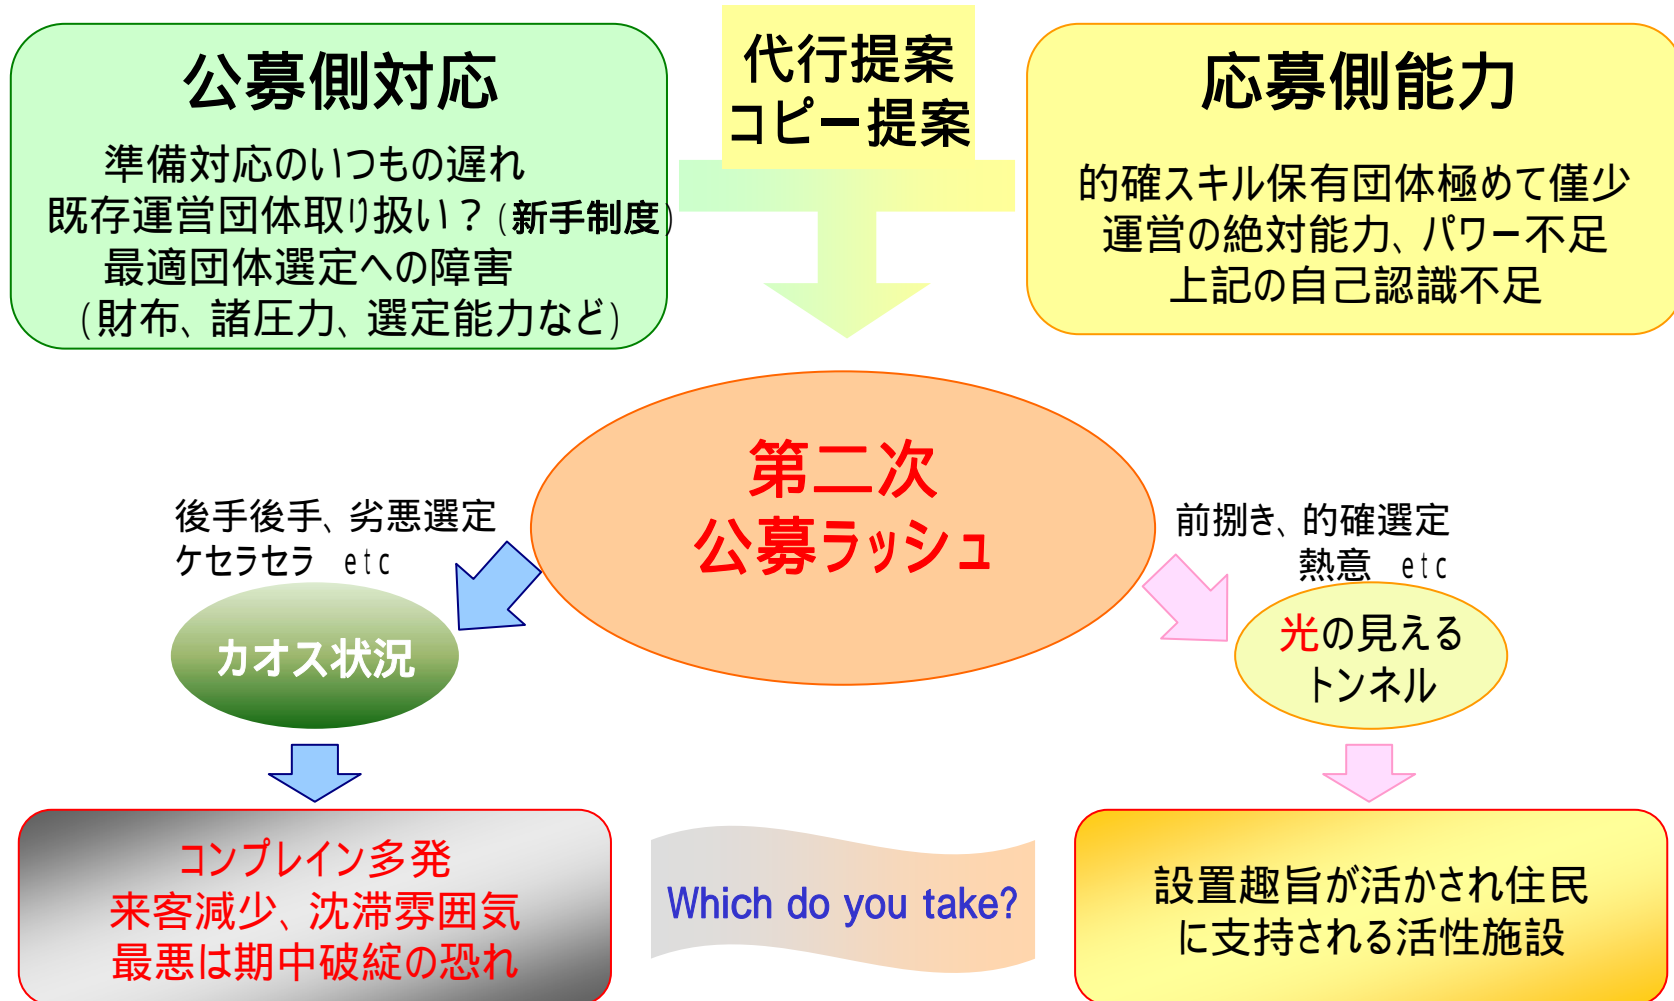 公募側対応
準備対応のいつもの遅れ
既存運営団体取り扱い？(新手制度)
最適団体選定への障害
(財布、諸圧力、選定能力など)
代行提案
コピー提案
応募側能力
的確スキル保有団体極めて僅少
運営の絶対能力、パワー不足
上記の自己認識不足
第二次
公募ラッシュ
後手後手、劣悪選定
ケセラセラ　etc
前捌き、的確選定
熱意　etc
カオス状況
光の見える
トンネル
コンプレイン多発
来客減少、沈滞雰囲気
最悪は期中破綻の恐れ
Which do you take?
設置趣旨が活かされ住民
に支持される活性施設